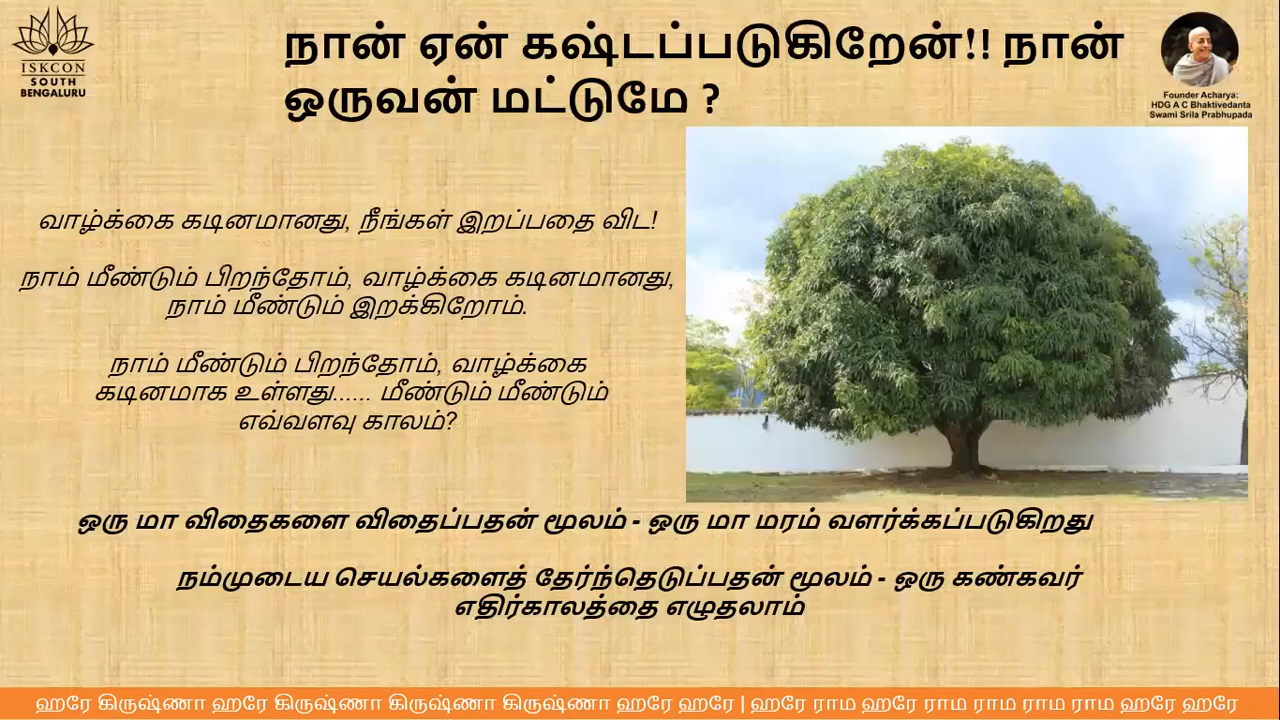 ISKCON
SOUTH
BENGALURU
நான் ஏன் கஷ்டப்படுகிறேன்!! நான்
ஒருவன் மட்டுமே ?
Founder Acharya:
HDG A C Bhaktivedanta
Swami Srila Prabhupada
வாழ்க்கை கடினமானது, நீங்கள் இறப்பதை விட!
நாம் மீண்டும் பிறந்தோம், வாழ்க்கை கடினமானது,
நாம் மீண்டும் இறக்கிறோம்.
நாம் மீண்டும் பிறந்தோம், வாழ்க்கை
கடினமாக உள்ளது...... மீண்டும் மீண்டும்
எவ்வளவு காலம்?
ஒரு மா விதைகளை விதைப்பதன் மூலம் - ஒரு மா மரம் வளர்க்கப்படுகிறது
நம்முடைய செயல்களைத் தேர்ந்தெடுப்பதன் மூலம் - ஒரு கண்கவர்
எதிர்காலத்தை எழுதலாம்
ஹரே கிருஷ்ணா ஹரே கிருஷ்ணா கிருஷ்ணா கிருஷ்ணா ஹரே ஹரே | ஹரே ராம ஹரே ராம ராம ராம ராம ஹரே ஹரே